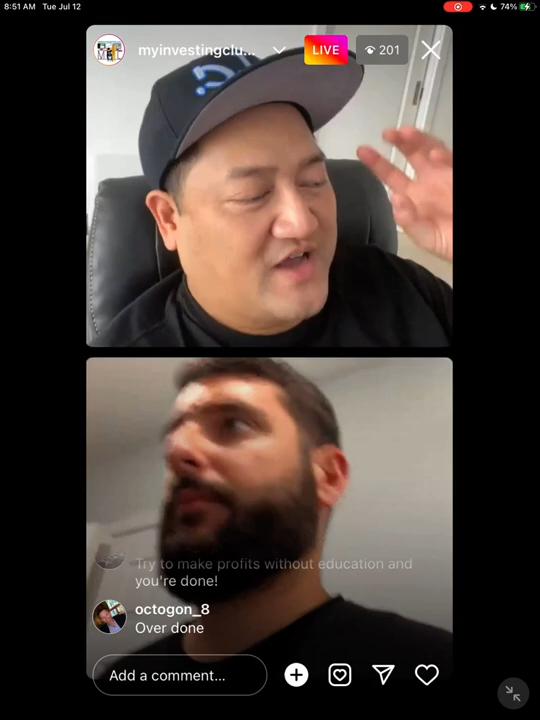 8:51 AM Tue Jul 12
74%
myinvestingclu...
LIVE
201
Try to make profits without education and
you're done!
octogon_8
Over done
Add a comment...